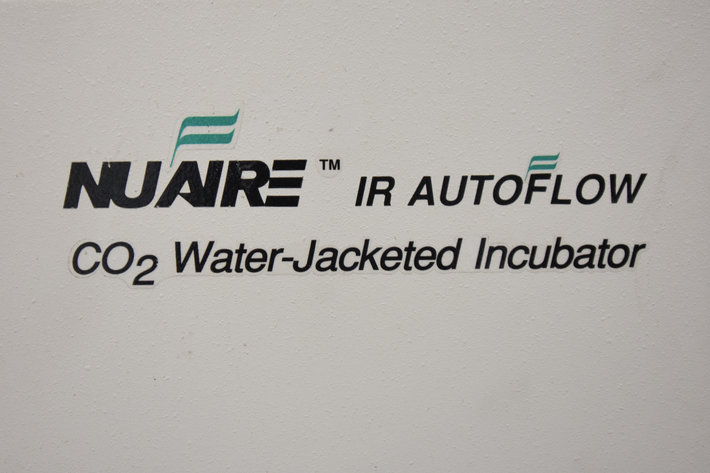 NUAIRE™ IR AUTOFLOW
CO₂ Water-Jacketed Incubator